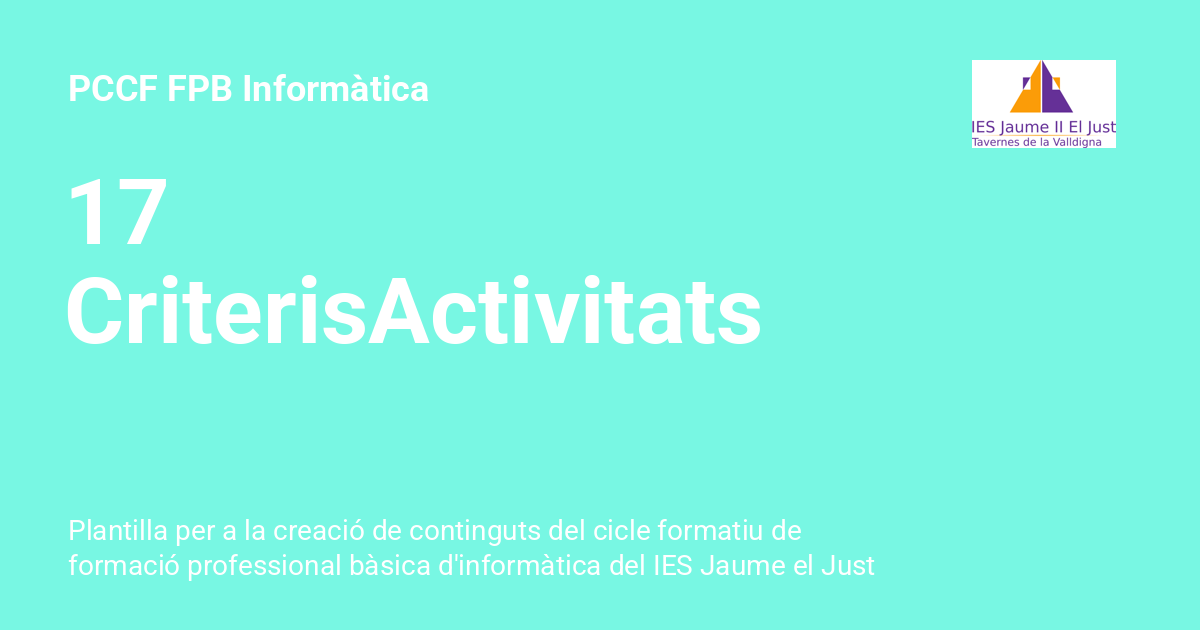 PCCF FPB Informàtica
IES Jaume II El Just
Tavernes de la Valldigna
17
CriterisActivitats
Plantilla per a la creació de continguts del cicle formatiu de
formació professional bàsica d'informàtica del IES Jaume el Just